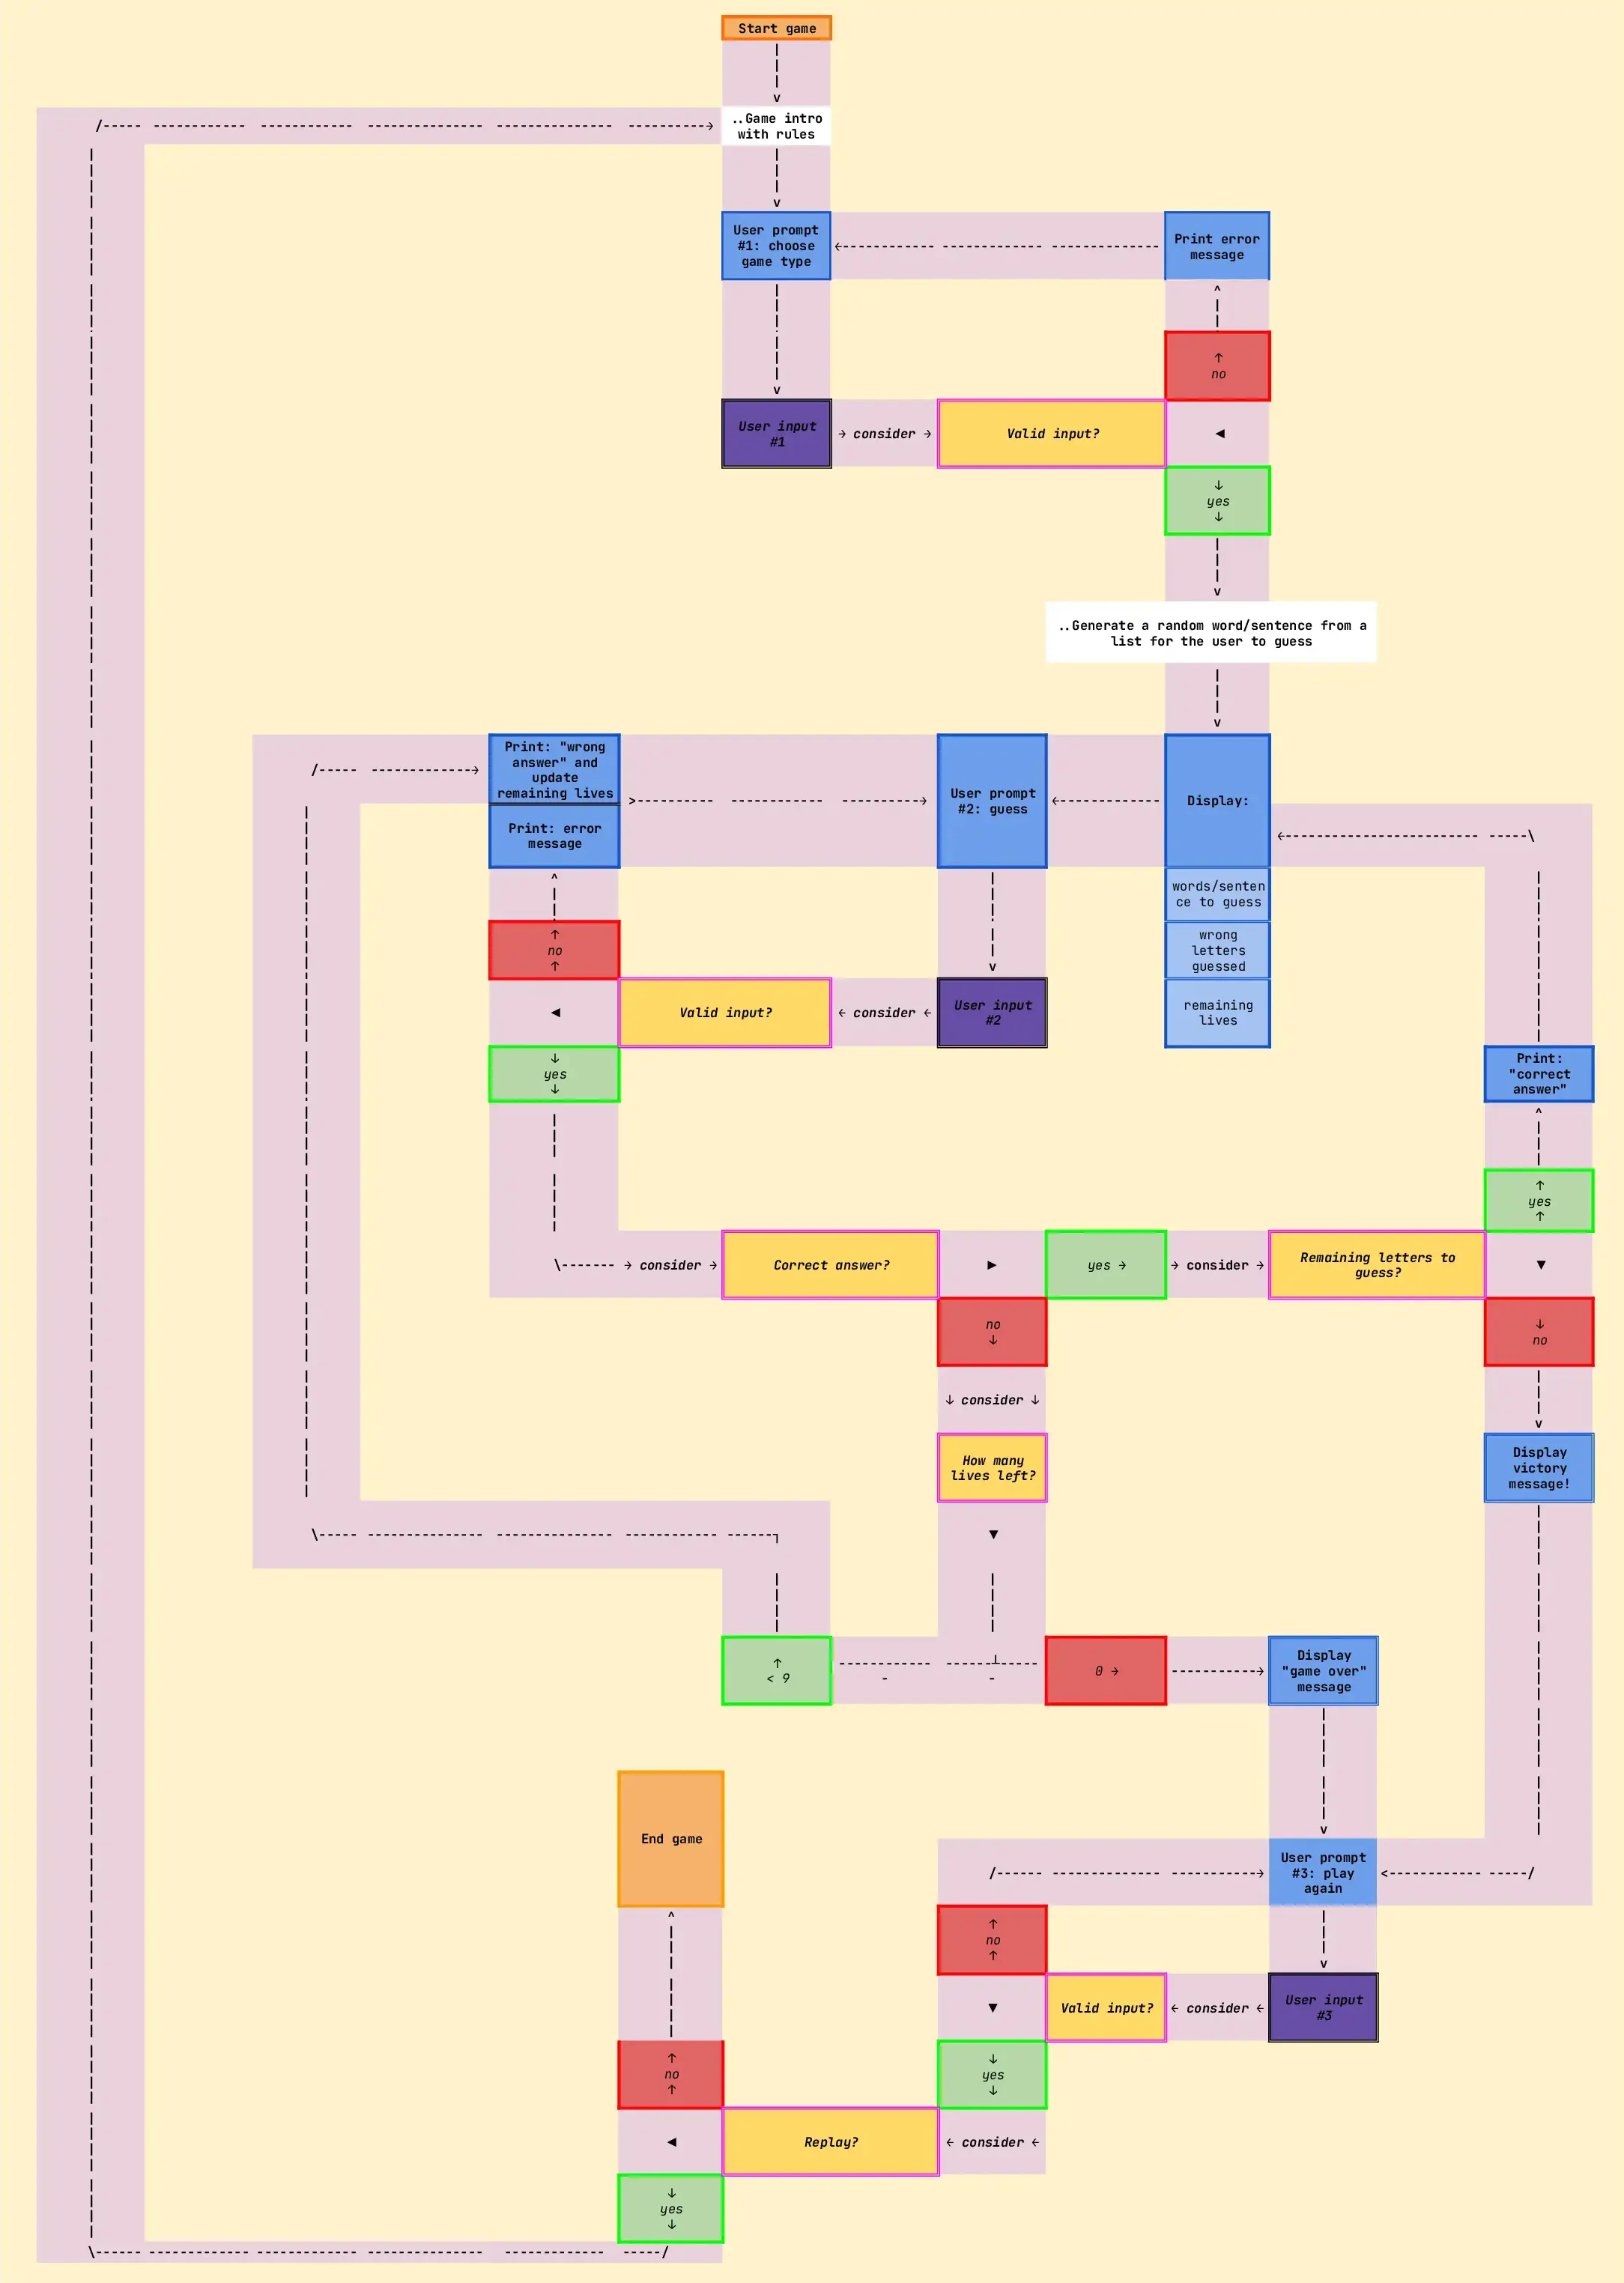 Start game
..Game intro
with rules
User prompt
#1: choose
game type
Print error
message
↑
no
User input
#1
→ consider →
Valid input?
◄
↓
yes
↓
..Generate a random word/sentence from a
list for the user to guess
Print: "wrong
answer" and
update
remaining lives
Print: error
message
User prompt
#2: guess
Display:
words/senten
ce to guess
wrong
letters
guessed
remaining
lives
↑
no
↑
◄
Valid input?
← consider ←
User input
#2
↓
yes
↓
Print:
"correct
answer"
↑
yes
↑
→ consider →
Correct answer?
►
yes →
→ consider →
Remaining letters to
guess?
▼
no
↓
↓
no
↓ consider ↓
How many
lives left?
▼
Display
victory
message!
↑
< 9
0 →
Display
"game over"
message
End game
User prompt
#3: play
again
↑
no
↑
▼
Valid input?
← consider ←
User input
#3
↑
no
↑
↓
yes
↓
◄
Replay?
← consider ←
↓
yes
↓